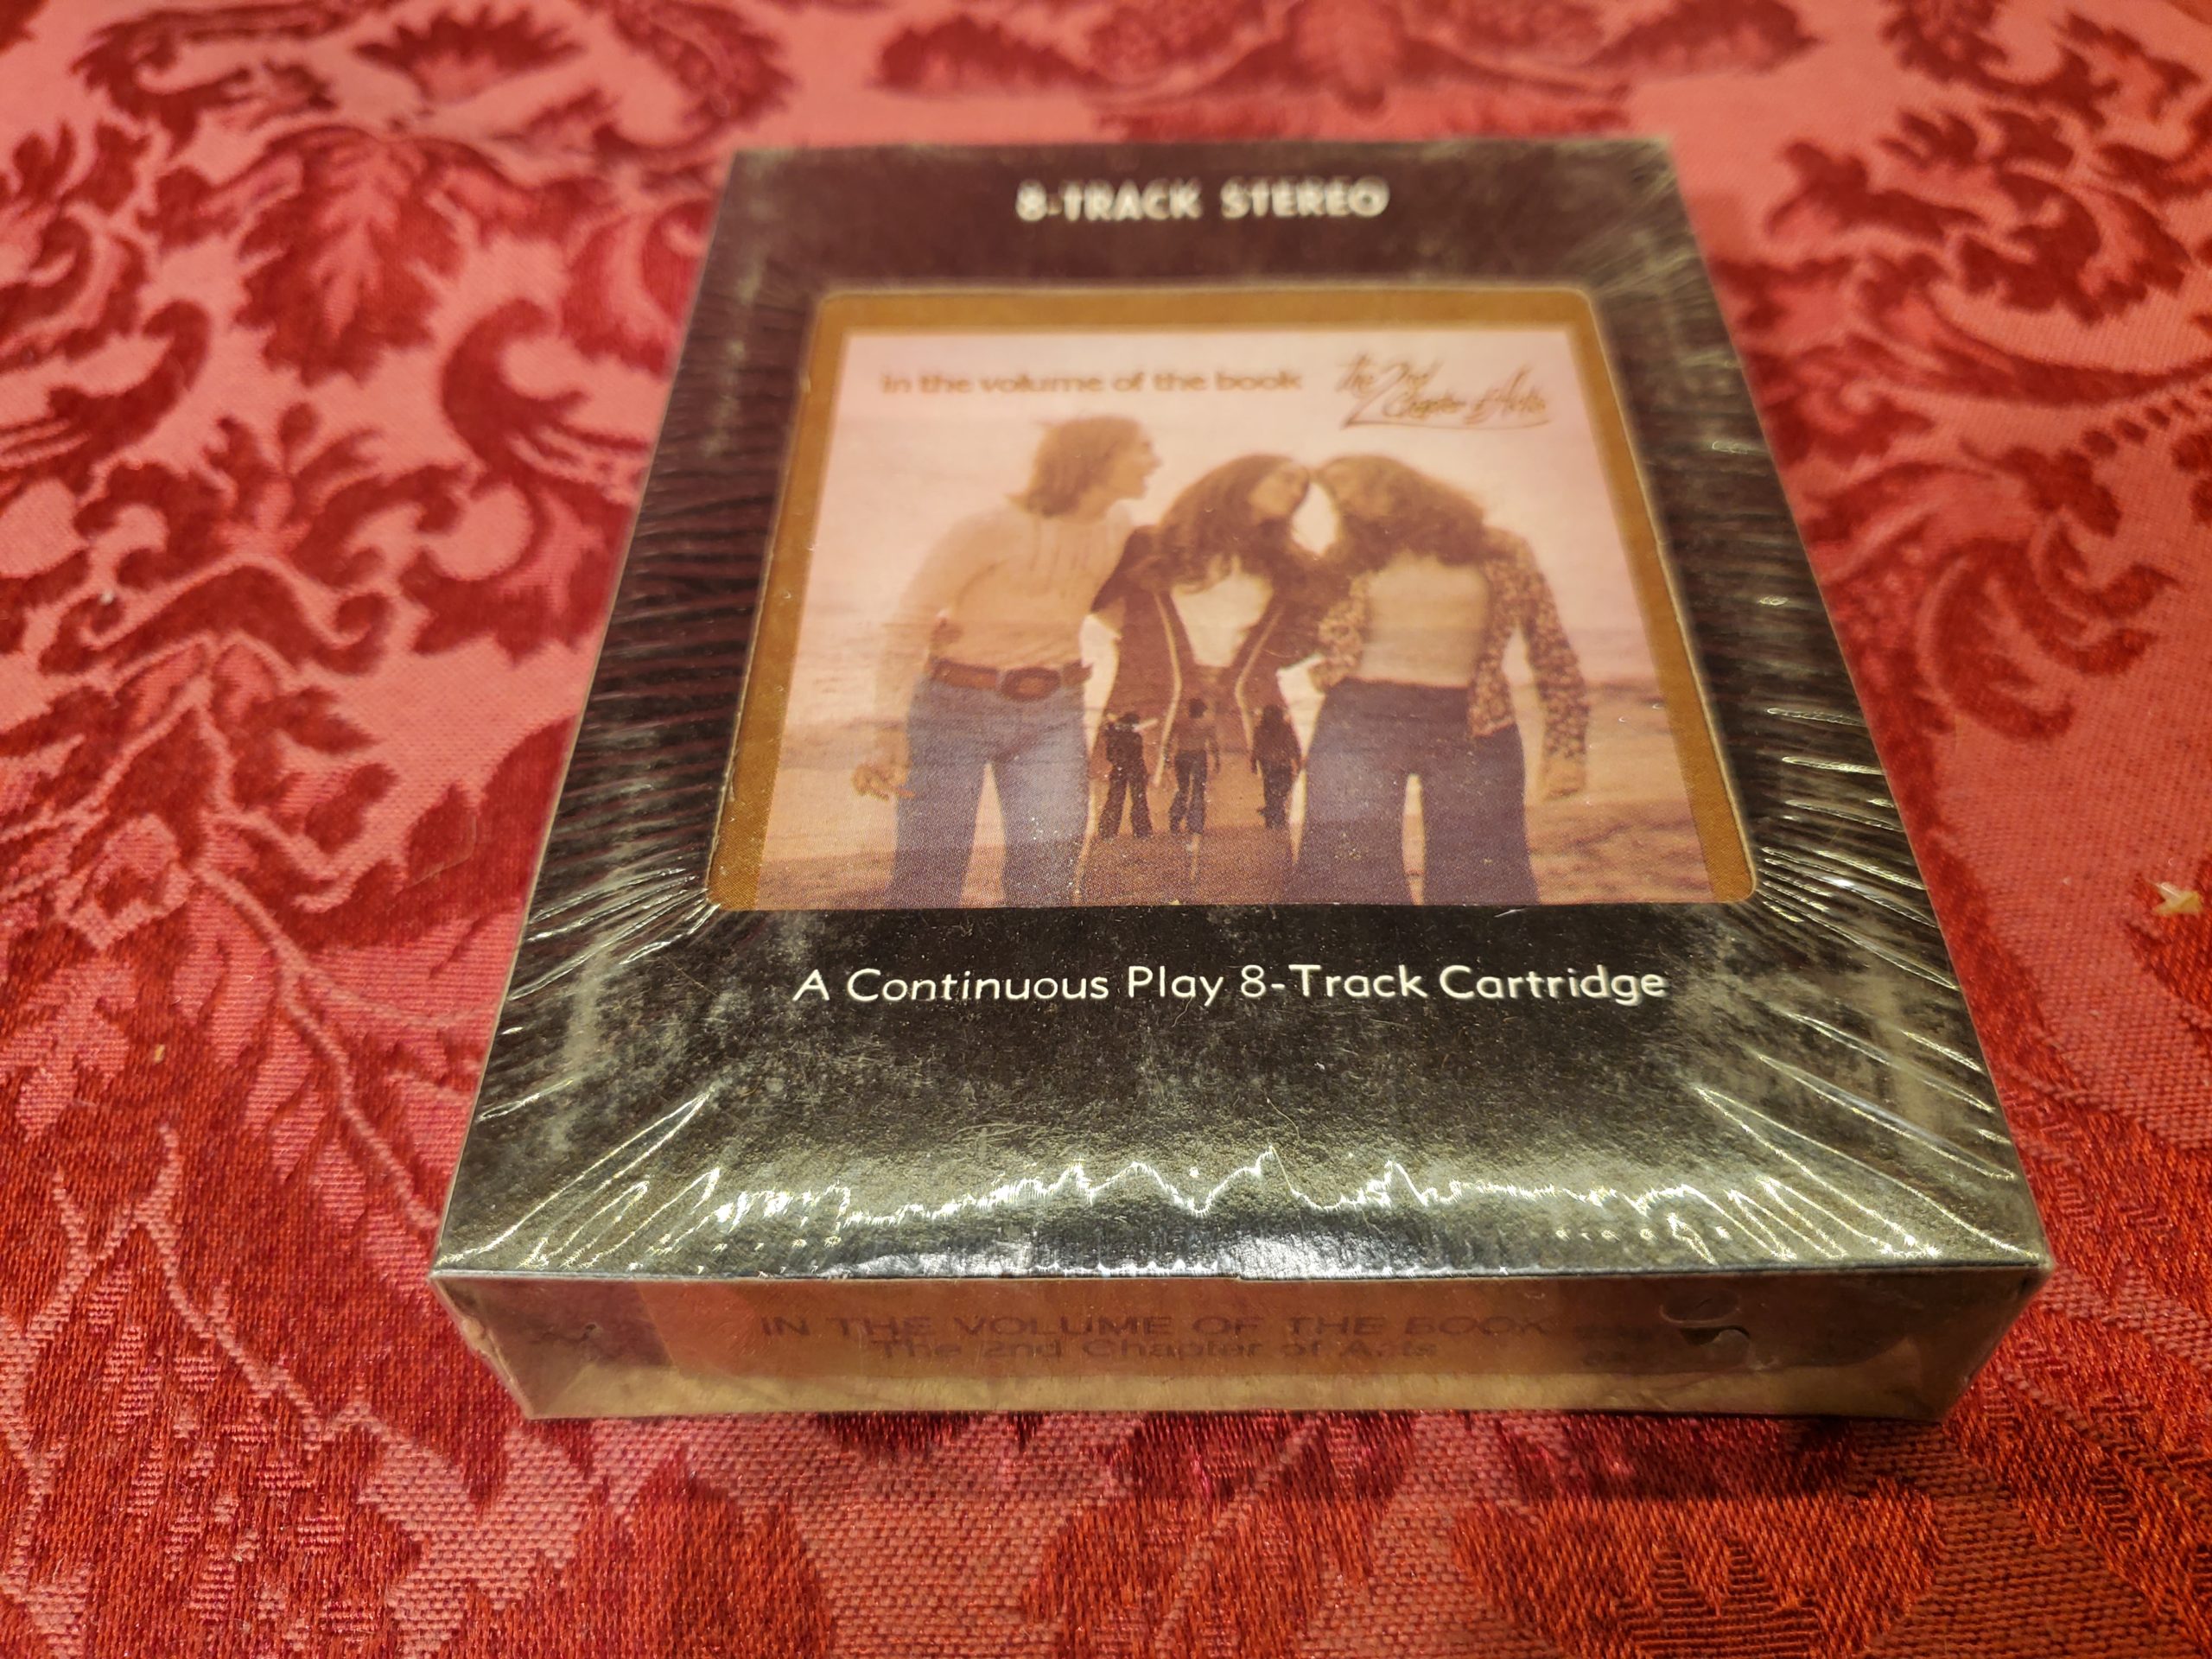 8-TRACK STEREO
in the volume of the book
the 2nd
Chapter of Acts
A Continuous Play 8-Track Cartridge
IN THE VOLUME OF THE BOOK
The 2nd Chapter of Acts